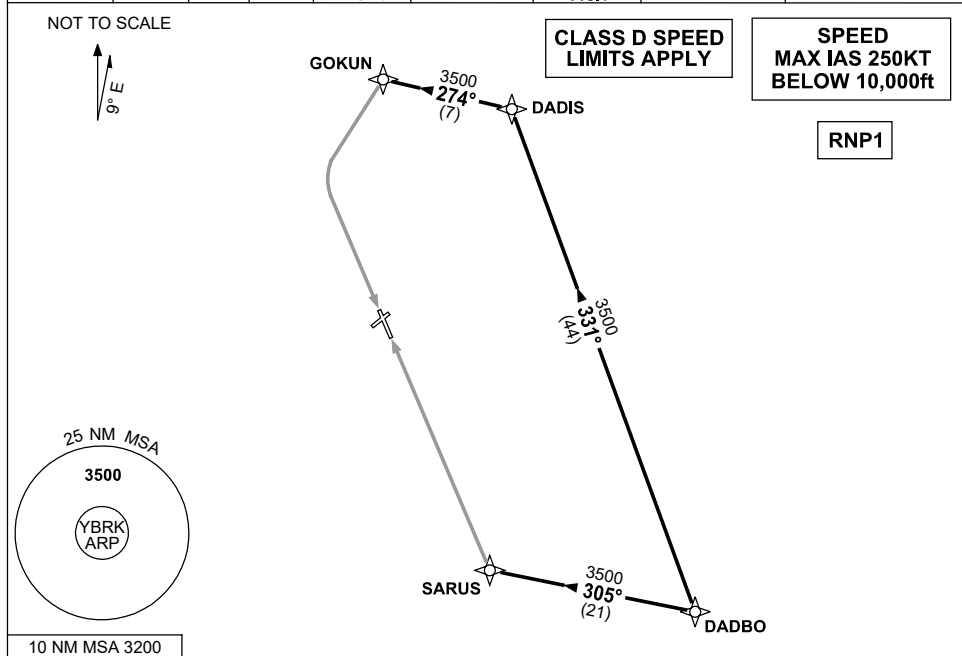 NOT TO SCALE
9° E
CLASS D SPEED
LIMITS APPLY
SPEED
MAX IAS 250KT
BELOW 10,000ft
RNP1
GOKUN
3500
274°
(7)
DADIS
3500
331°
(44)
25 NM MSA
3500
YBRK
ARP
SARUS
3500
305°
(21)
DADBO
10 NM MSA 3200